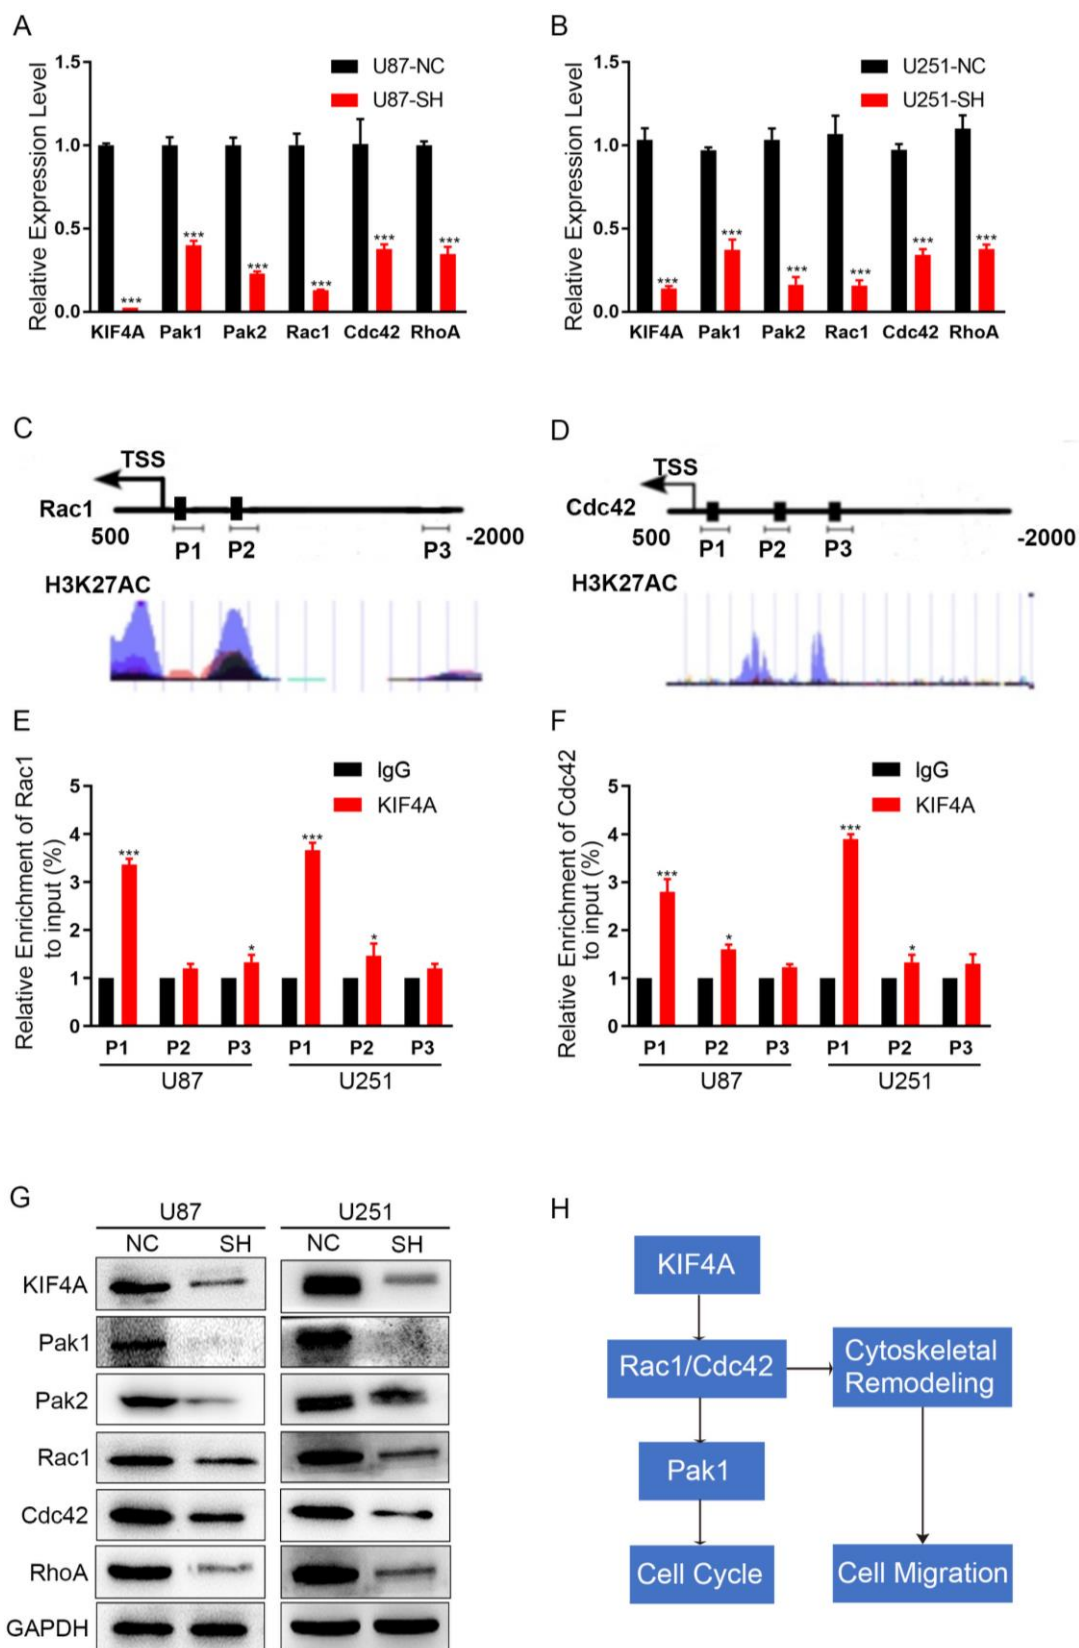 A
Relative Expression Level
1.5
1.0
0.5
0.0
U87-NC
U87-SH
***
***
***
***
***
***
KIF4A Pak1 Pak2 Rac1 Cdc42 RhoA
B
Relative Expression Level
1.5
1.0
0.5
0.0
U251-NC
U251-SH
***
***
***
***
***
***
KIF4A Pak1 Pak2 Rac1 Cdc42 RhoA
C
TSS
Rac1
500 P1 P2 P3 -2000
H3K27AC
D
TSS
Cdc42
500 P1 P2 P3 -2000
H3K27AC
E
Relative Enrichment of Rac1
to input (%)
5
4
3
2
1
0
IgG
KIF4A
***
*
***
*
P1 P2 P3 P1 P2 P3
U87 U251
F
Relative Enrichment of Cdc42
to input (%)
5
4
3
2
1
0
IgG
KIF4A
***
*
***
*
P1 P2 P3 P1 P2 P3
U87 U251
G
U87 U251
NC SH NC SH
KIF4A
Pak1
Pak2
Rac1
Cdc42
RhoA
GAPDH
H
KIF4A
Rac1/Cdc42
Cytoskeletal
Remodeling
Pak1
Cell Cycle
Cell Migration